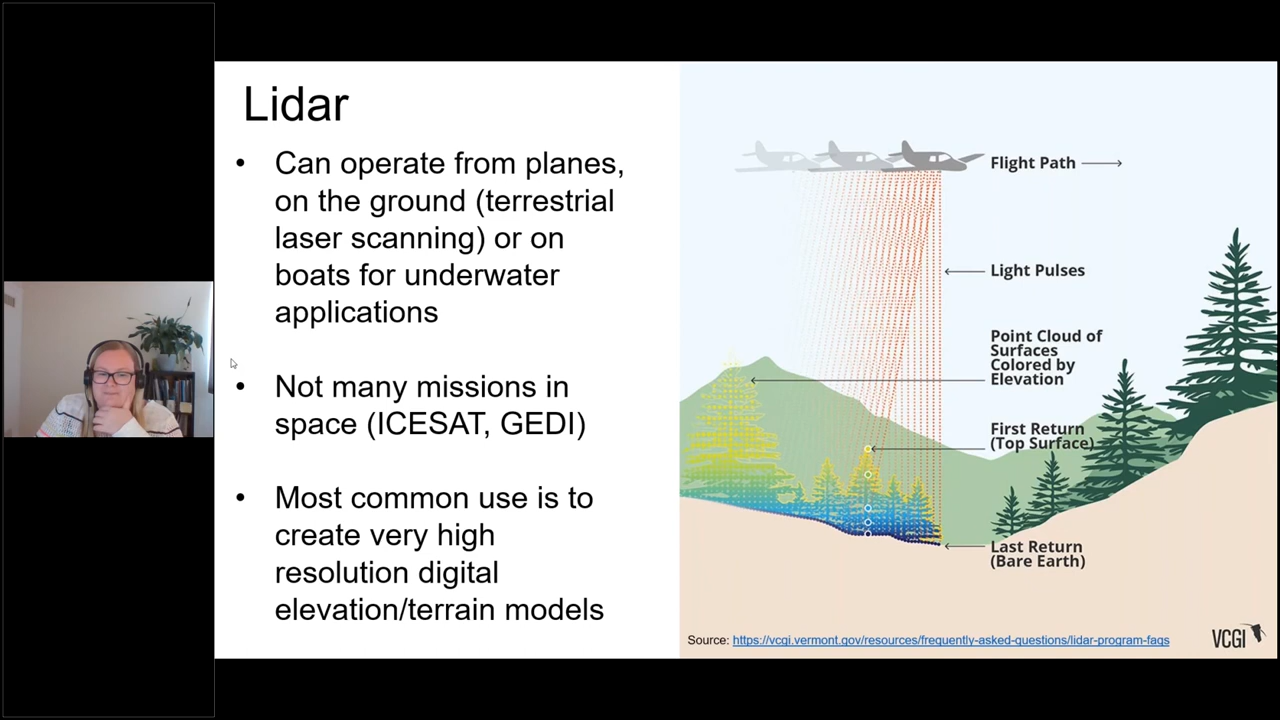 Lidar
• Can operate from planes,
on the ground (terrestrial
laser scanning) or on
boats for underwater
applications
• Not many missions in
space (ICESAT, GEDI)
• Most common use is to
create very high
resolution digital
elevation/terrain models
Flight Path
Light Pulses
Point Cloud of
Surfaces
Colored by
Elevation
First Return
(Top Surface)
Last Return
(Bare Earth)
Source: https://vcgi.vermont.gov/resources/frequently-asked-questions/lidar-program-faqs
VCGI